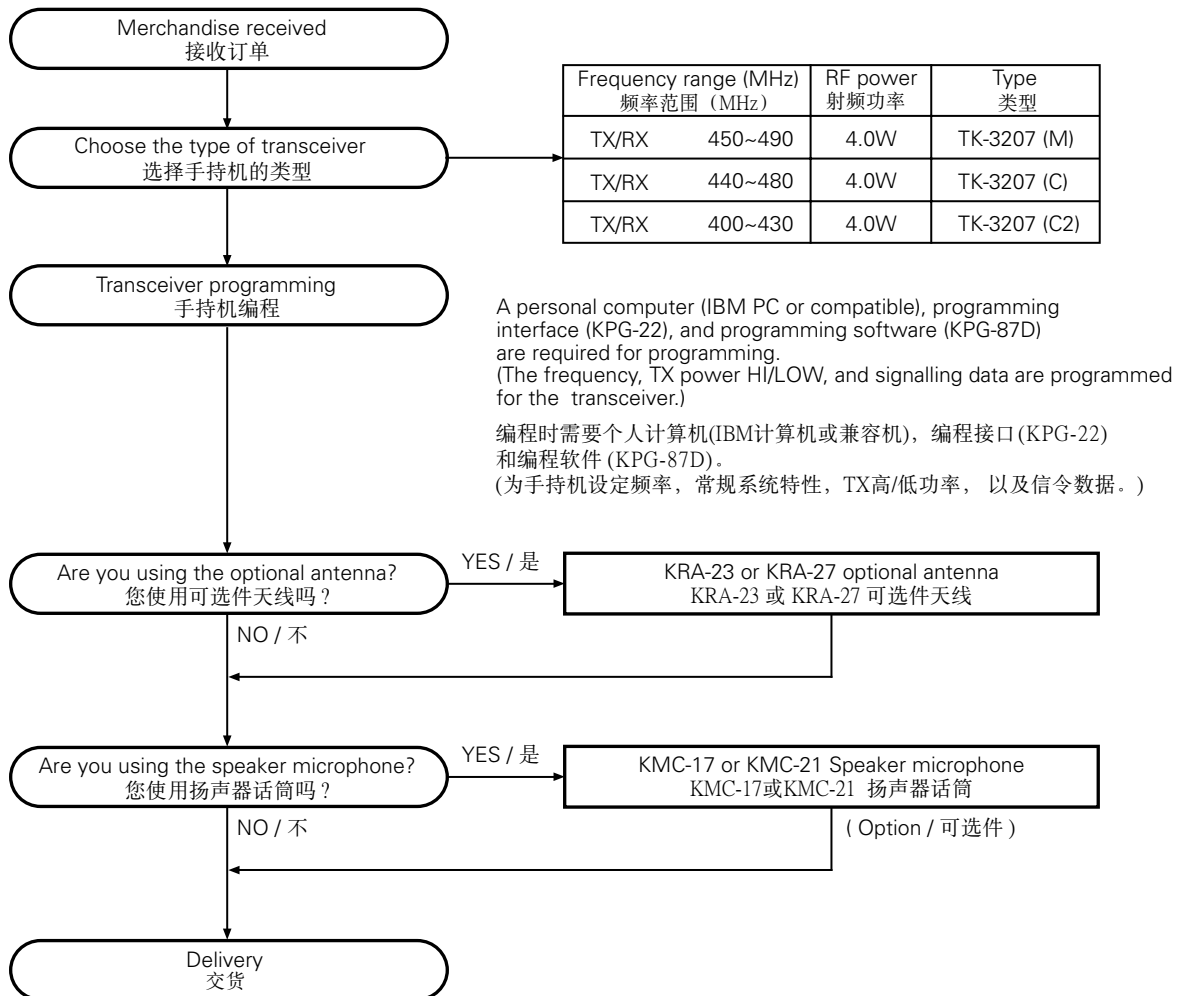 Merchandise received
接收订单
Choose the type of transceiver
选择手持机的类型
Frequency range (MHz) RF power Type
频率范围（MHz） 射频功率 类型
TX/RX 450~490 4.0W TK-3207 (M)
TX/RX 440~480 4.0W TK-3207 (C)
TX/RX 400~430 4.0W TK-3207 (C2)
Transceiver programming
手持机编程
A personal computer (IBM PC or compatible), programming
interface (KPG-22), and programming software (KPG-87D)
are required for programming.
(The frequency, TX power HI/LOW, and signalling data are programmed
for the transceiver.)
编程时需要个人计算机(IBM计算机或兼容机)，编程接口(KPG-22)
和编程软件(KPG-87D)。
(为手持机设定频率，常规系统特性，TX高/低功率， 以及信令数据。)
Are you using the optional antenna?
您使用可选件天线吗？
YES / 是
KRA-23 or KRA-27 optional antenna
KRA-23 或 KRA-27 可选件天线
NO / 不
Are you using the speaker microphone?
您使用扬声器话筒吗？
YES / 是
KMC-17 or KMC-21 Speaker microphone
KMC-17或KMC-21 扬声器话筒
NO / 不
( Option / 可选件 )
Delivery
交货